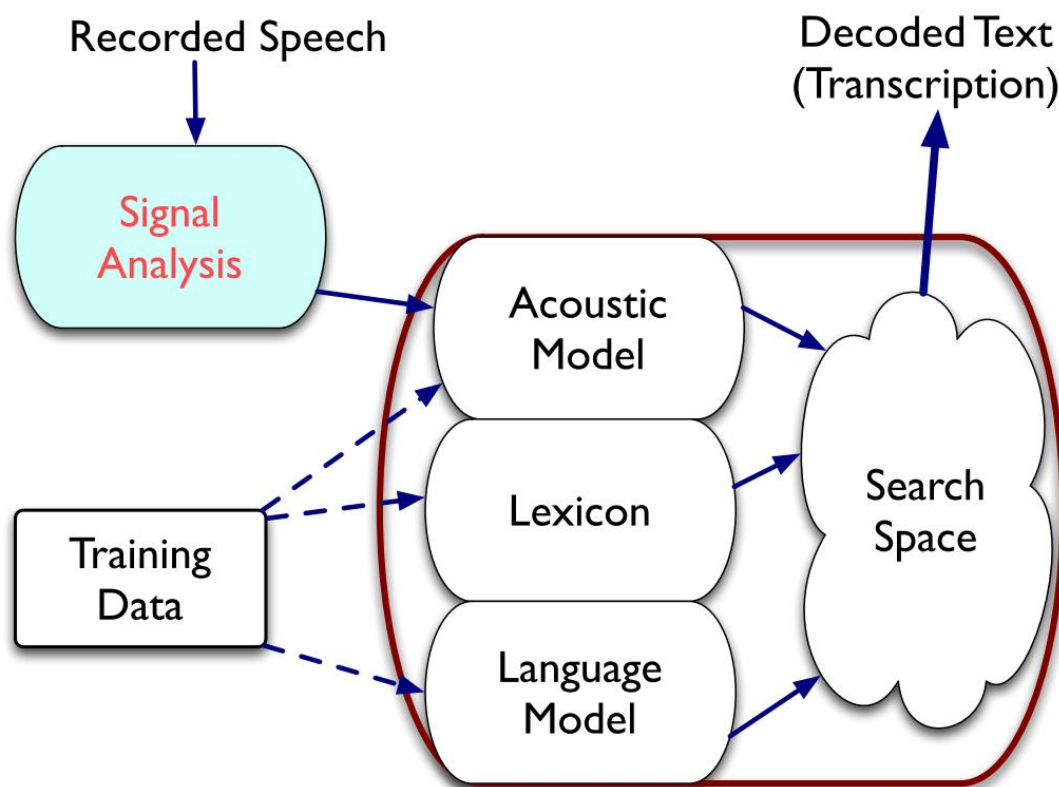 Recorded Speech
Decoded Text
(Transcription)
Signal
Analysis
Acoustic
Model
Lexicon
Search
Space
Training
Data
Language
Model